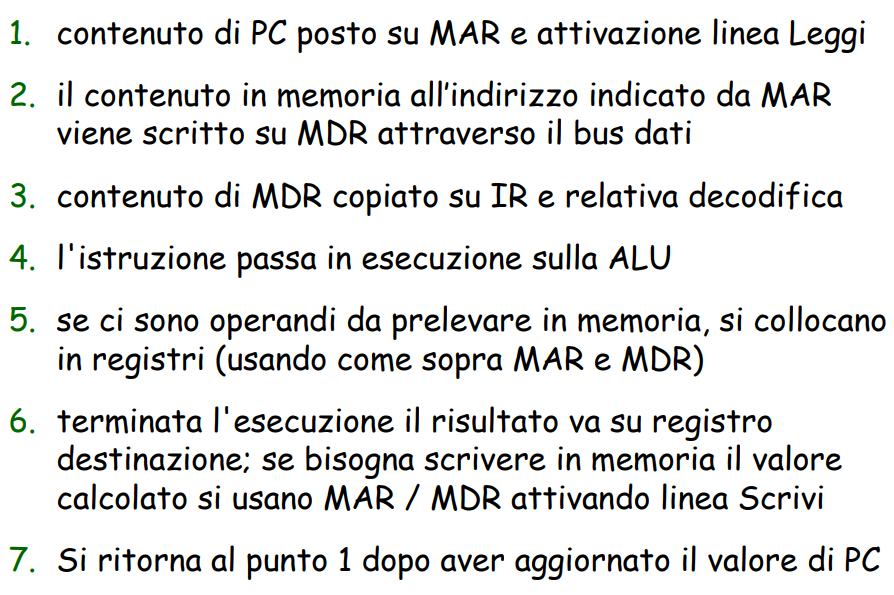 1. contenuto di PC posto su MAR e attivazione linea Leggi
2. il contenuto in memoria all'indirizzo indicato da MAR
viene scritto su MDR attraverso il bus dati
3. contenuto di MDR copiato su IR e relativa decodifica
4. l'istruzione passa in esecuzione sulla ALU
5. se ci sono operandi da prelevare in memoria, si collocano
in registri (usando come sopra MAR e MDR)
6. terminata l'esecuzione il risultato va su registro
destinazione; se bisogna scrivere in memoria il valore
calcolato si usano MAR / MDR attivando linea Scrivi
7. Si ritorna al punto 1 dopo aver aggiornato il valore di PC